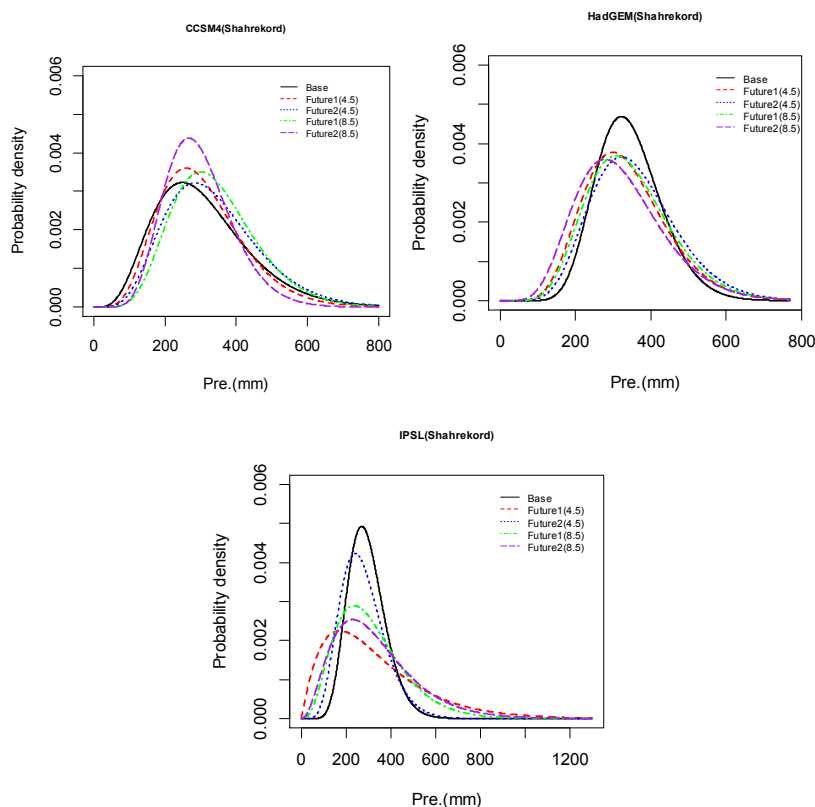 CCSM4(Shahrekord)
Probability density
0.000 0.002 0.004 0.006
Base
Future1(4.5)
Future2(4.5)
Future1(8.5)
Future2(8.5)
0 200 400 600 800
Pre.(mm)
HadGEM(Shahrekord)
Probability density
0.000 0.002 0.004 0.006
Base
Future1(4.5)
Future2(4.5)
Future1(8.5)
Future2(8.5)
0 200 400 600 800
Pre.(mm)
IPSL(Shahrekord)
Probability density
0.000 0.002 0.004 0.006
Base
Future1(4.5)
Future2(4.5)
Future1(8.5)
Future2(8.5)
0 200 400 600 800 1200
Pre.(mm)